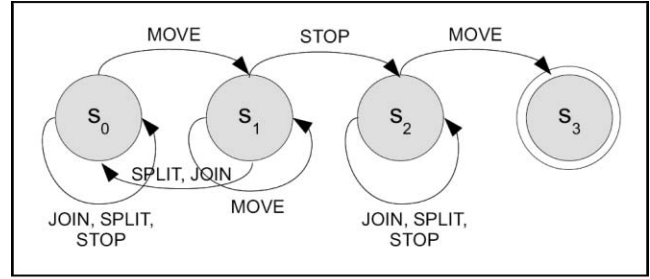 MOVE
STOP
MOVE
S0
S1
S2
S3
SPLIT, JOIN
MOVE
JOIN, SPLIT,
STOP
JOIN, SPLIT,
STOP